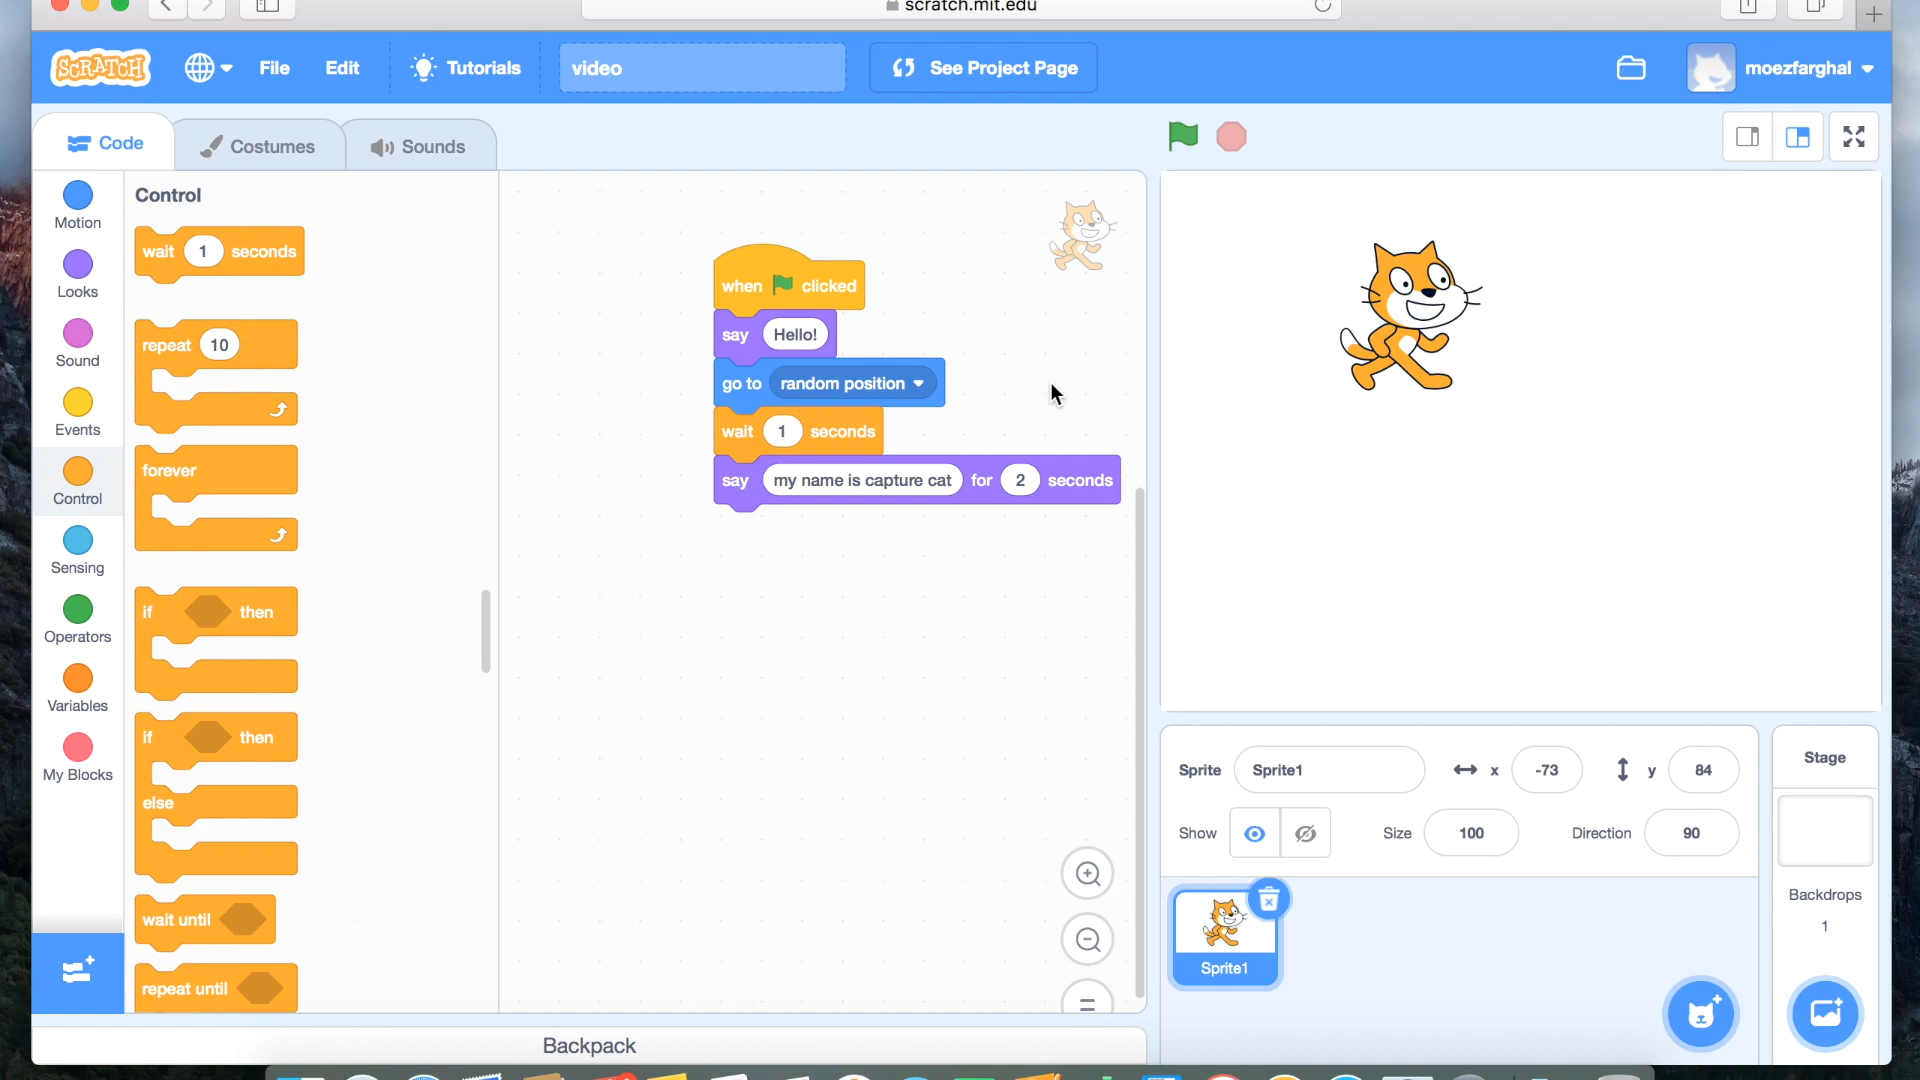 scratch.mit.edu
SCRATCH
File
Edit
Tutorials
video
See Project Page
moezfarghal
Code
Costumes
Sounds
Motion
Looks
Sound
Events
Control
Sensing
Operators
Variables
My Blocks
Control
wait 1 seconds
repeat 10
forever
if then
if then
else
wait until
repeat until
when clicked
say Hello!
go to random position
wait 1 seconds
say my name is capture cat for 2 seconds
Sprite Sprite1 x -73 y 84
Show Size 100 Direction 90
Sprite1
Stage
Backdrops
1
Backpack